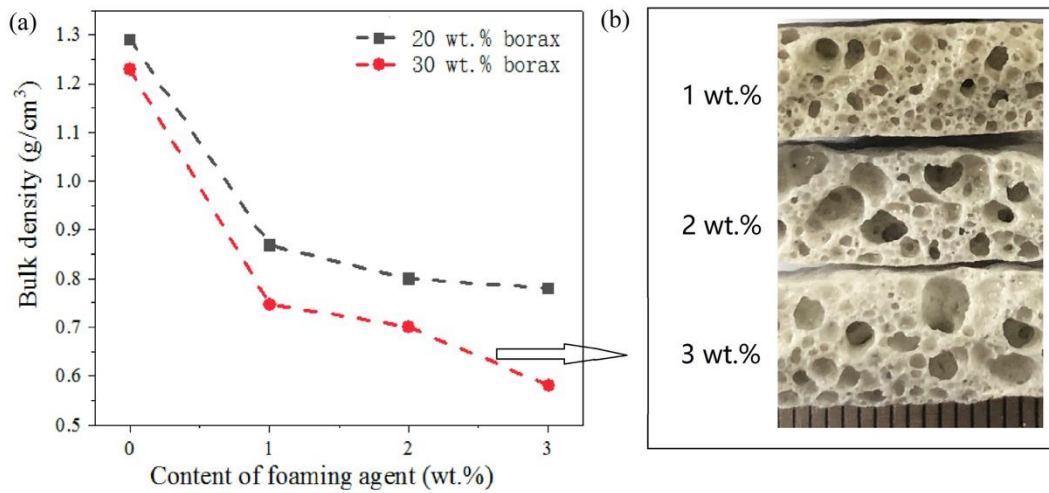 (a)
20 wt.% borax
30 wt.% borax
Bulk density (g/cm³)
1.3
1.2
1.1
1.0
0.9
0.8
0.7
0.6
0.5
0
1
2
3
Content of foaming agent (wt.%)
(b)
1 wt.%
2 wt.%
3 wt.%